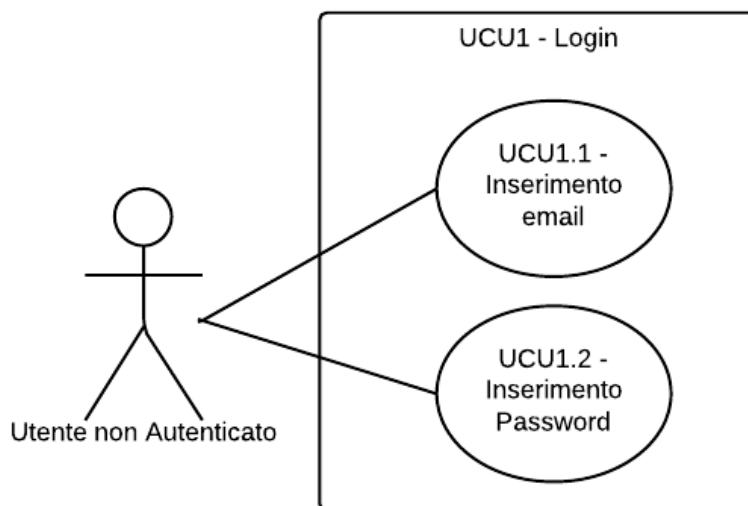 UCU1 - Login
UCU1.1 -
Inserimento
email
UCU1.2 -
Inserimento
Password
Utente non Autenticato